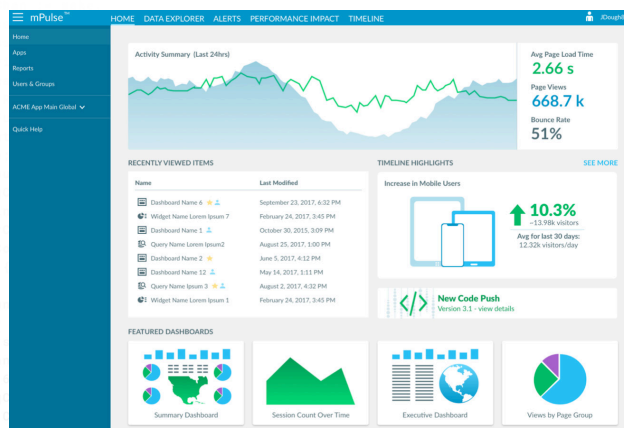 mPulse
HOME DATA EXPLORER ALERTS PERFORMANCE IMPACT TIMELINE
Home
Apps
Reports
Users & Groups
ACME App Main Global
Quick Help
Activity Summary (Last 24hrs)
Avg Page Load Time
2.66 s
Page Views
668.7 k
Bounce Rate
51%
RECENTLY VIEWED ITEMS
Name Last Modified
Dashboard Name 6 September 23, 2017, 6:32 PM
Widget Name Lorem Ipsum 7 February 24, 2017, 3:45 PM
Dashboard Name 1 October 30, 2015, 3:09 PM
Query Name Lorem Ipsum2 August 25, 2017, 1:00 PM
Dashboard Name 2 June 5, 2017, 4:12 PM
Dashboard Name 12 May 14, 2017, 1:11 PM
Query Name Ipsum 3 August 2, 2017, 4:32 PM
Widget Name Lorem Ipsum 1 February 24, 2017, 3:45 PM
TIMELINE HIGHLIGHTS SEE MORE
Increase in Mobile Users
10.3%
~13.98k visitors
Avg for last 30 days:
12.32k visitors/day
</>
New Code Push
Version 3.1 - view details
FEATURED DASHBOARDS
Summary Dashboard
Session Count Over Time
Executive Dashboard
Views by Page Group